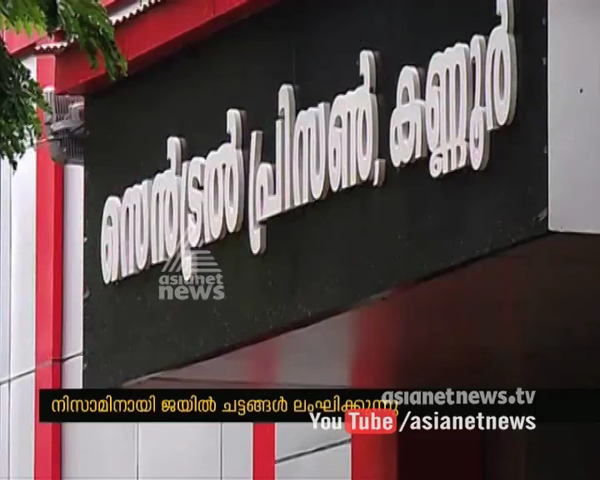 സെൻട്രൽ പ്രിസൺ, കണ്ണൂർ
asianet
news
നിസാമിനായി ജയിൽ ചട്ടങ്ങൾ ലംഘിക്കുന്നു
asianetnews.tv
YouTube/asianetnews